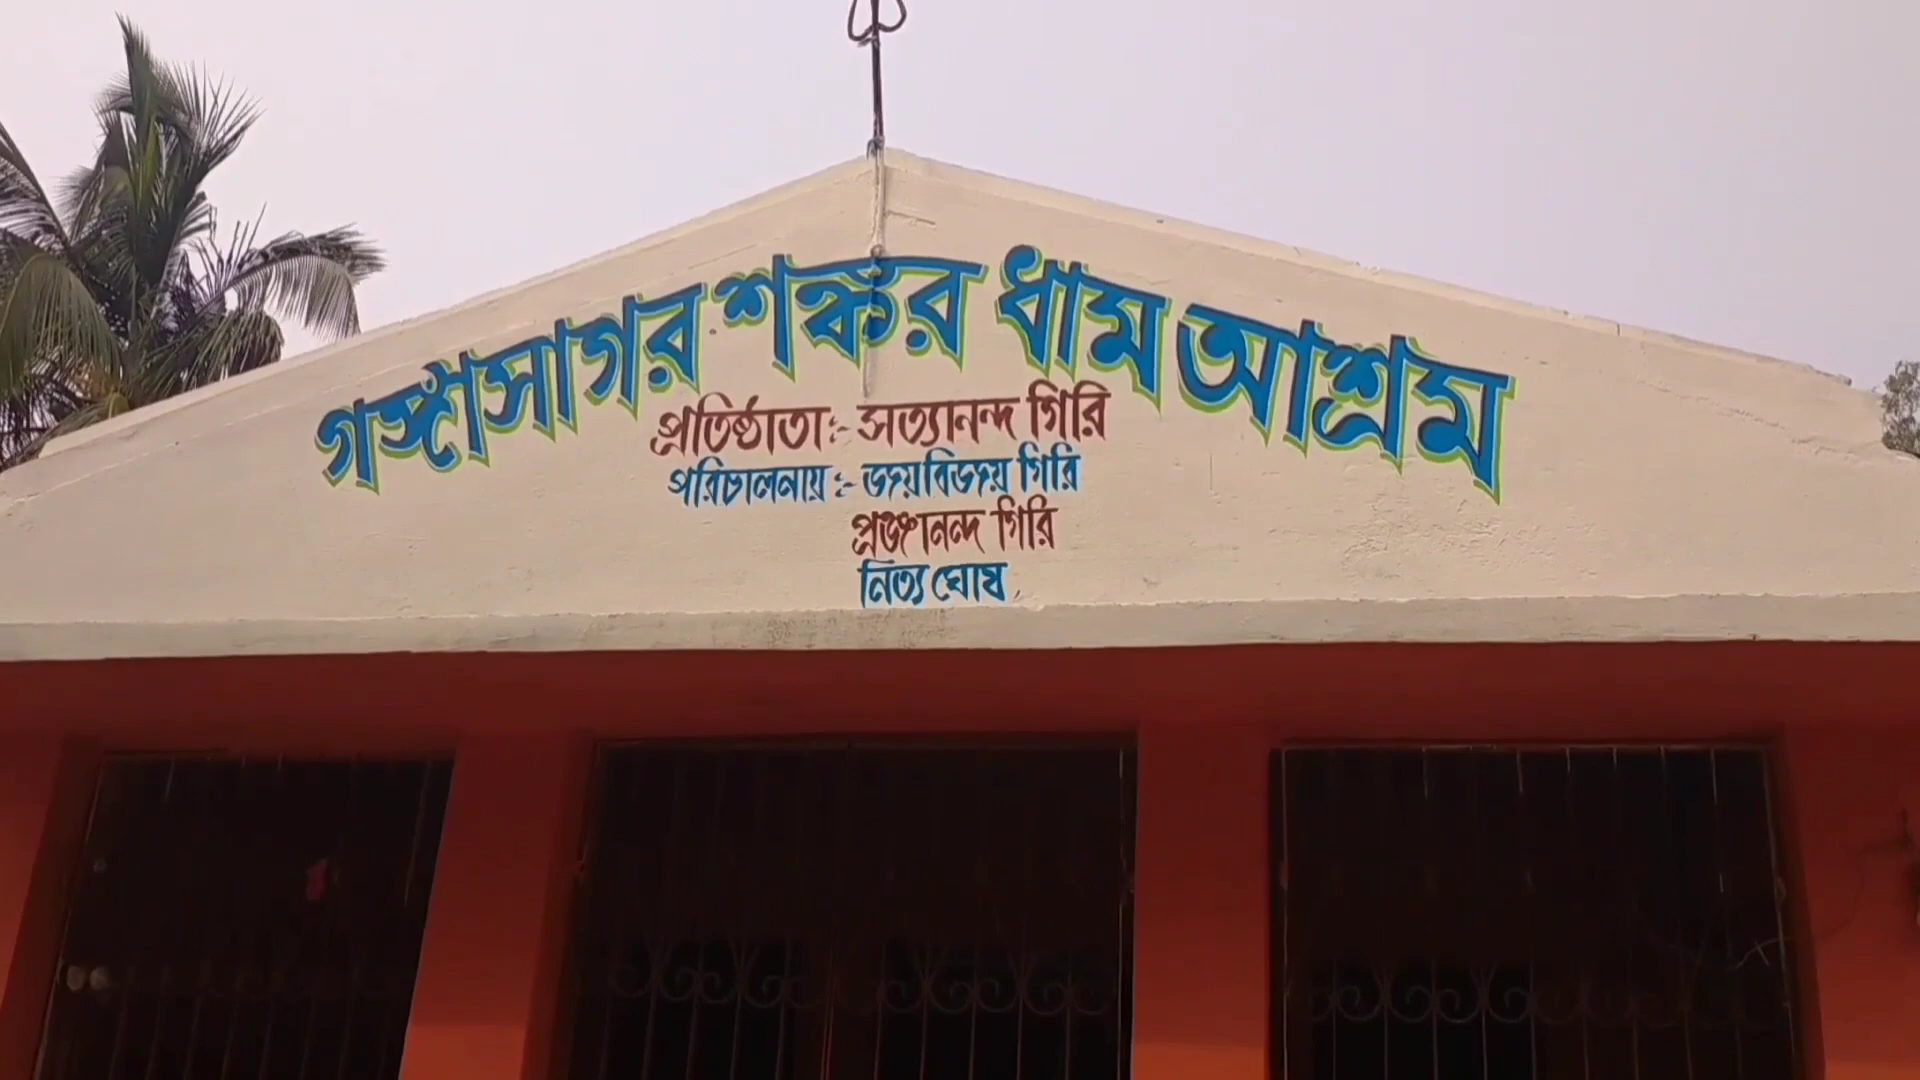 গঙ্গাসাগর শঙ্কর ধাম আশ্রম
প্রতিষ্ঠাতা :- সত্যানন্দ গিরি
পরিচালনায় :- জয়বিজয় গিরি
প্রজ্ঞানন্দ গিরি
নিত্য ঘোষ